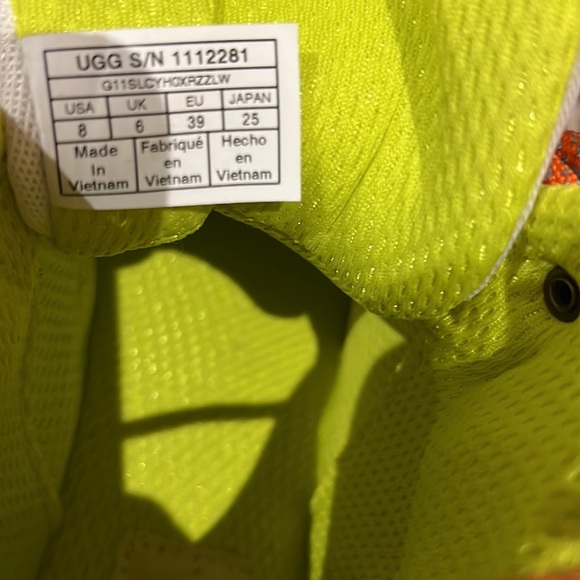 UGG S/N 1112281
G11SLCYHOXRZZLW
USA UK EU JAPAN
8 6 39 25
Made Fabriqué Hecho
In en en
Vietnam Vietnam Vietnam